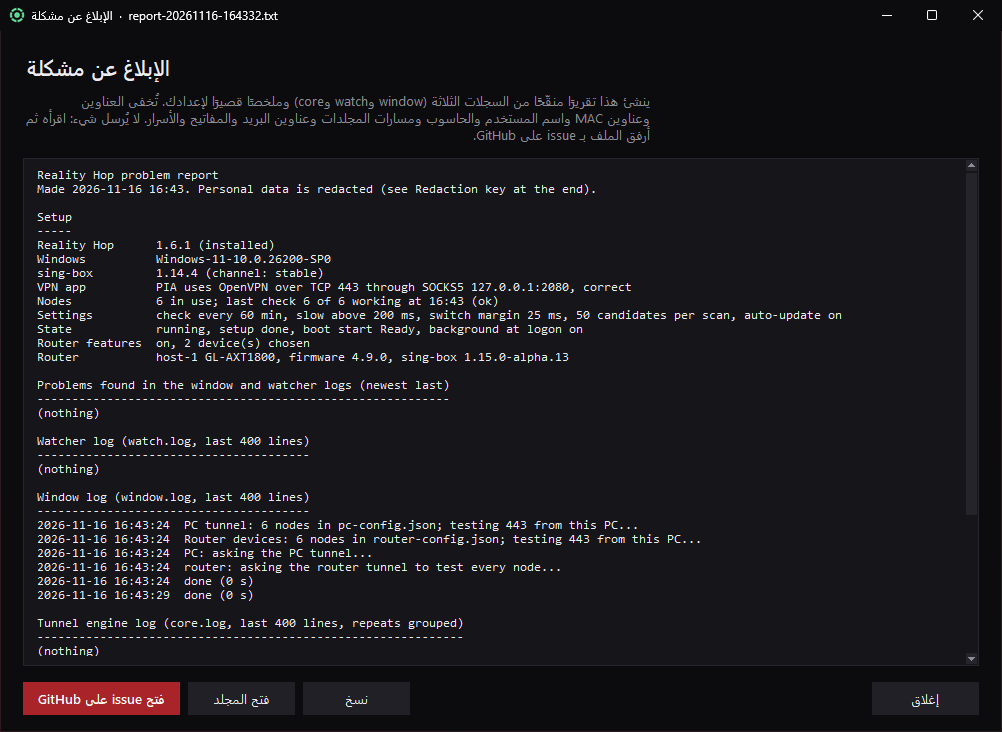 الإبلاغ عن مشكلة · report-20261116-164332.txt
الإبلاغ عن مشكلة
ينشئ هذا تقريرًا منقّحًا من السجلات الثلاثة (window وwatch وcore) وملخصًا قصيرًا لإعدادك. تُخفى العناوين
وعناوين MAC واسم المستخدم والحاسوب ومسارات المجلدات وعناوين البريد والمفاتيح والأسرار. لا يُرسل شيء: اقرأه ثم
أرفق الملف بـ issue على GitHub.
Reality Hop problem report
Made 2026-11-16 16:43. Personal data is redacted (see Redaction key at the end).
Setup
-----
Reality Hop 1.6.1 (installed)
Windows Windows-11-10.0.26200-SP0
sing-box 1.14.4 (channel: stable)
VPN app PIA uses OpenVPN over TCP 443 through SOCKS5 127.0.0.1:2080, correct
Nodes 6 in use; last check 6 of 6 working at 16:43 (ok)
Settings check every 60 min, slow above 200 ms, switch margin 25 ms, 50 candidates per scan, auto-update on
State running, setup done, boot start Ready, background at logon on
Router features on, 2 device(s) chosen
Router host-1 GL-AXT1800, firmware 4.9.0, sing-box 1.15.0-alpha.13
Problems found in the window and watcher logs (newest last)
-----------------------------------------------------------
(nothing)
Watcher log (watch.log, last 400 lines)
---------------------------------------
(nothing)
Window log (window.log, last 400 lines)
---------------------------------------
2026-11-16 16:43:24 PC tunnel: 6 nodes in pc-config.json; testing 443 from this PC...
2026-11-16 16:43:24 Router devices: 6 nodes in router-config.json; testing 443 from this PC...
2026-11-16 16:43:24 PC: asking the PC tunnel...
2026-11-16 16:43:24 router: asking the router tunnel to test every node...
2026-11-16 16:43:24 done (0 s)
2026-11-16 16:43:29 done (0 s)
Tunnel engine log (core.log, last 400 lines, repeats grouped)
-------------------------------------------------------------
(nothing)
فتح issue على GitHub
فتح المجلد
نسخ
إغلاق